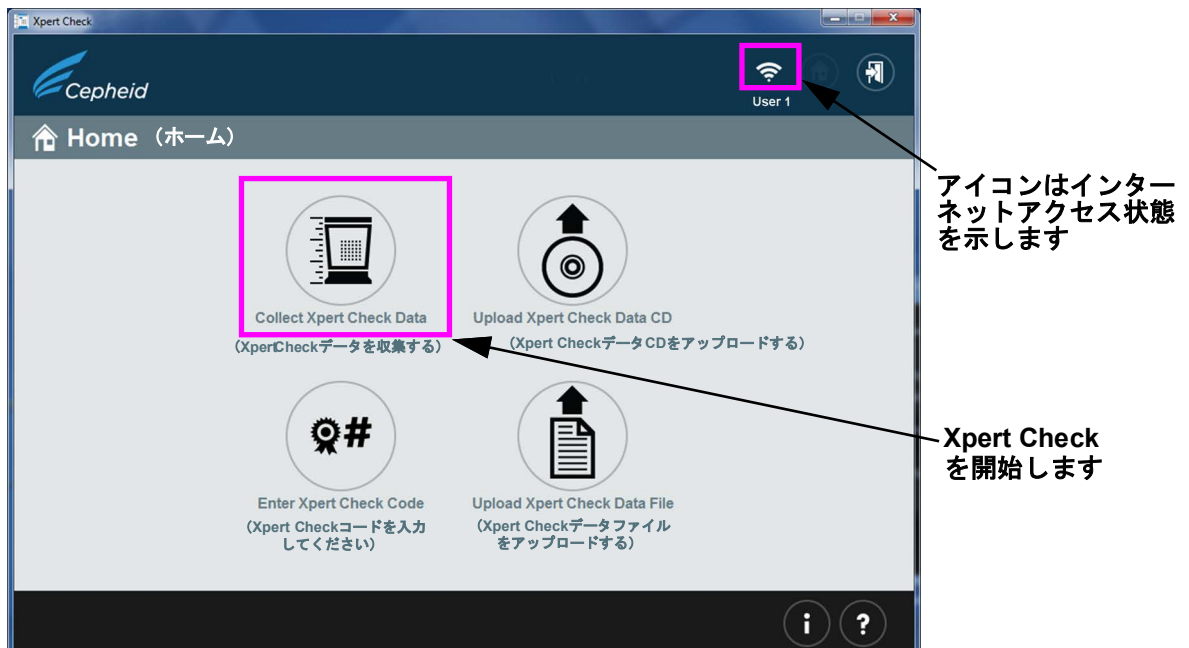 Xpert Check
Cepheid
User 1
Home （ホーム）
アイコンはインター
ネットアクセス状態
を示します
Collect Xpert Check Data
（XpertCheckデータを収集する）
Upload Xpert Check Data CD
（Xpert CheckデータCDをアップロードする）
#
Enter Xpert Check Code
（Xpert Checkコードを入力
してください）
Upload Xpert Check Data File
（Xpert Checkデータファイル
をアップロードする）
Xpert Check
を開始します
i ?